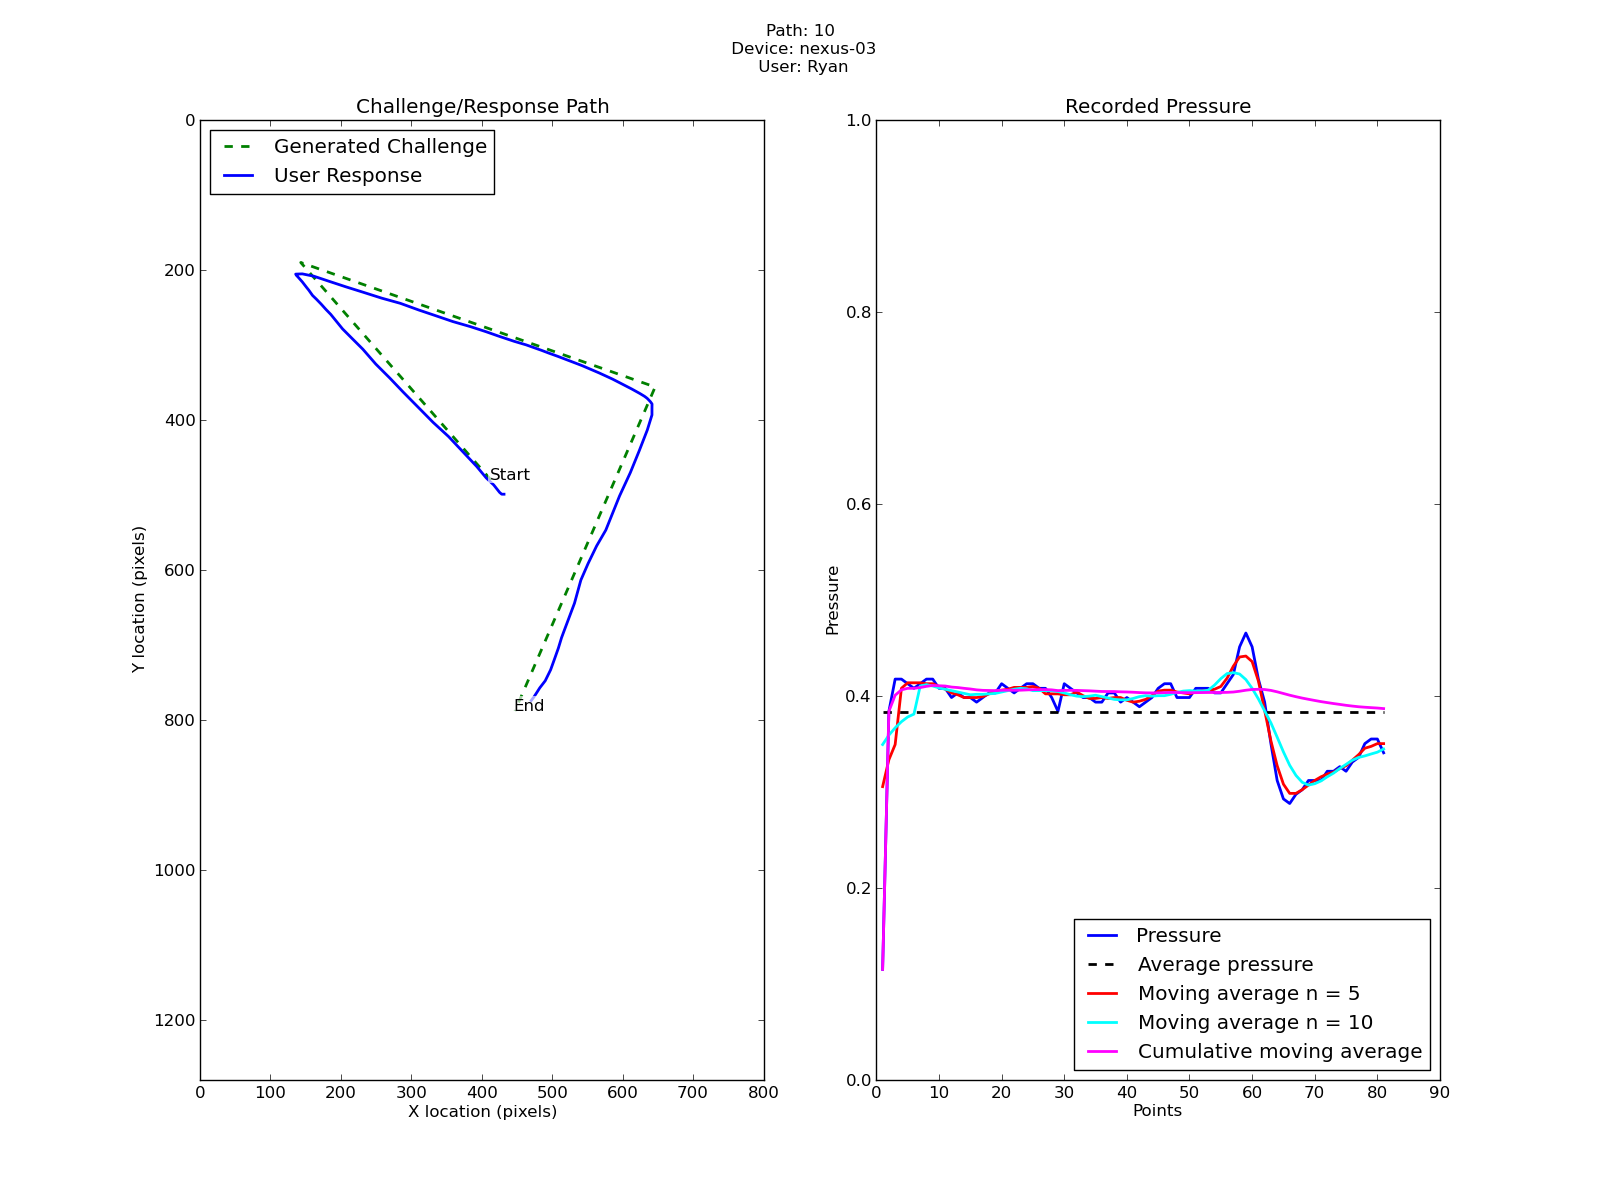 Path: 10
Device: nexus-03
User: Ryan
Challenge/Response Path
0
200
400
600
800
1000
1200
Y location (pixels)
Generated Challenge
User Response
Start
End
0 100 200 300 400 500 600 700 800
X location (pixels)
Recorded Pressure
1.0
0.8
0.6
0.4
0.2
0.0
Pressure
Pressure
Average pressure
Moving average n = 5
Moving average n = 10
Cumulative moving average
0 10 20 30 40 50 60 70 80 90
Points